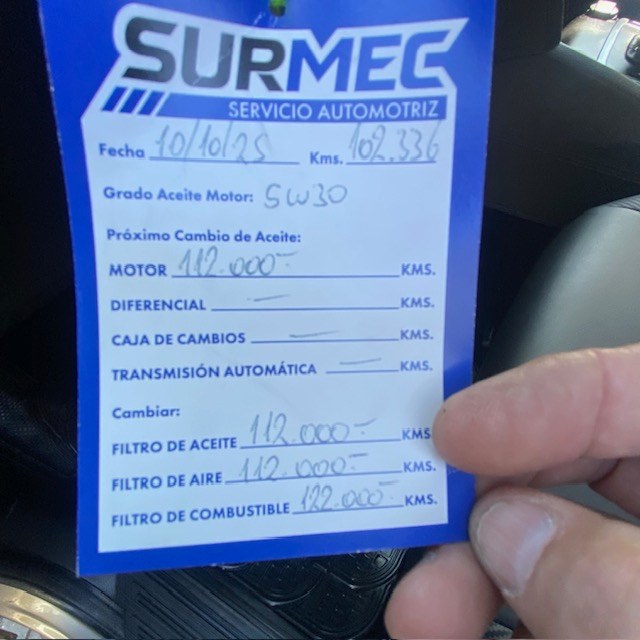 SURMEC
SERVICIO AUTOMOTRIZ
Fecha 10/10/25 Kms. 102.336
Grado Aceite Motor: 5W30
Próximo Cambio de Aceite:
MOTOR 112.000- KMS.
DIFERENCIAL — KMS.
CAJA DE CAMBIOS — KMS.
TRANSMISIÓN AUTOMÁTICA — KMS.
Cambiar:
FILTRO DE ACEITE 112.000- KMS
FILTRO DE AIRE 112.000- KMS.
FILTRO DE COMBUSTIBLE 122.000- KMS.